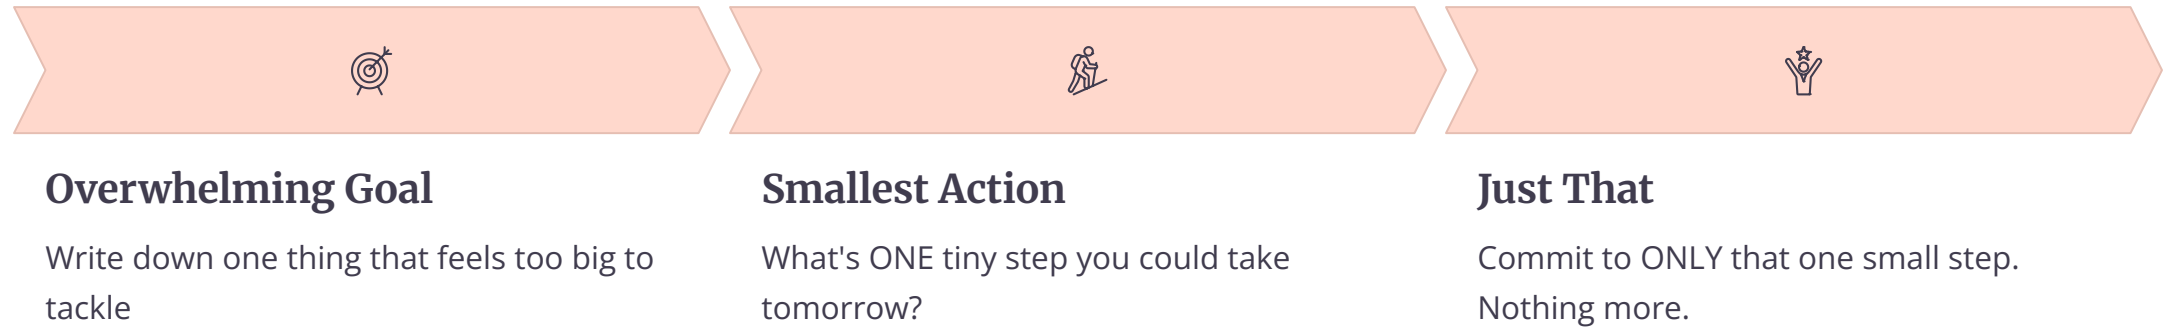 Overwhelming Goal
Write down one thing that feels too big to
tackle
Smallest Action
What's ONE tiny step you could take
tomorrow?
Just That
Commit to ONLY that one small step.
Nothing more.